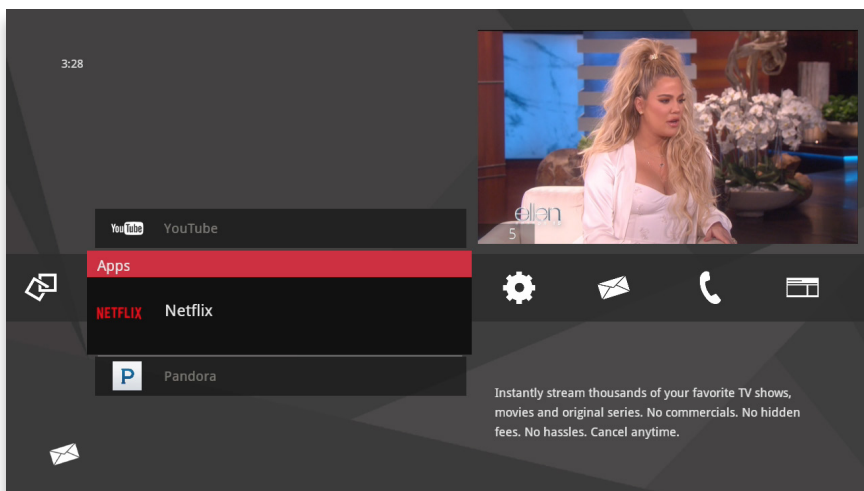 3:28
ellen
5
YouTube YouTube
Apps
NETFLIX Netflix
P Pandora
Instantly stream thousands of your favorite TV shows,
movies and original series. No commercials. No hidden
fees. No hassles. Cancel anytime.